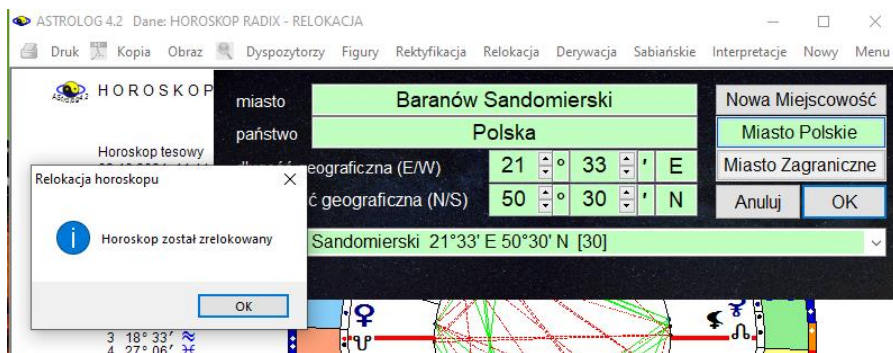 ASTROLOG 4.2 Dane: HOROSKOP RADIX - RELOKACJA
Druk Kopia Obraz Dyspozytorzy Figury Rektyfikacja Relokacja Derywacja Sabiańskie Interpretacje Nowy Menu
HOROSKOP
miasto Baranów Sandomierski Nowa Miejscowość
państwo Polska Miasto Polskie
Horoskop tesowy
geograficzna (E/W) 21 ° 33 ' E Miasto Zagraniczne
Relokacja horoskopu
ć geograficzna (N/S) 50 ° 30 ' N Anuluj OK
Horoskop został zrelokowany
Sandomierski 21°33' E 50°30' N [30]
OK
3 18° 33′ ♒
4 27° 06′ ♓